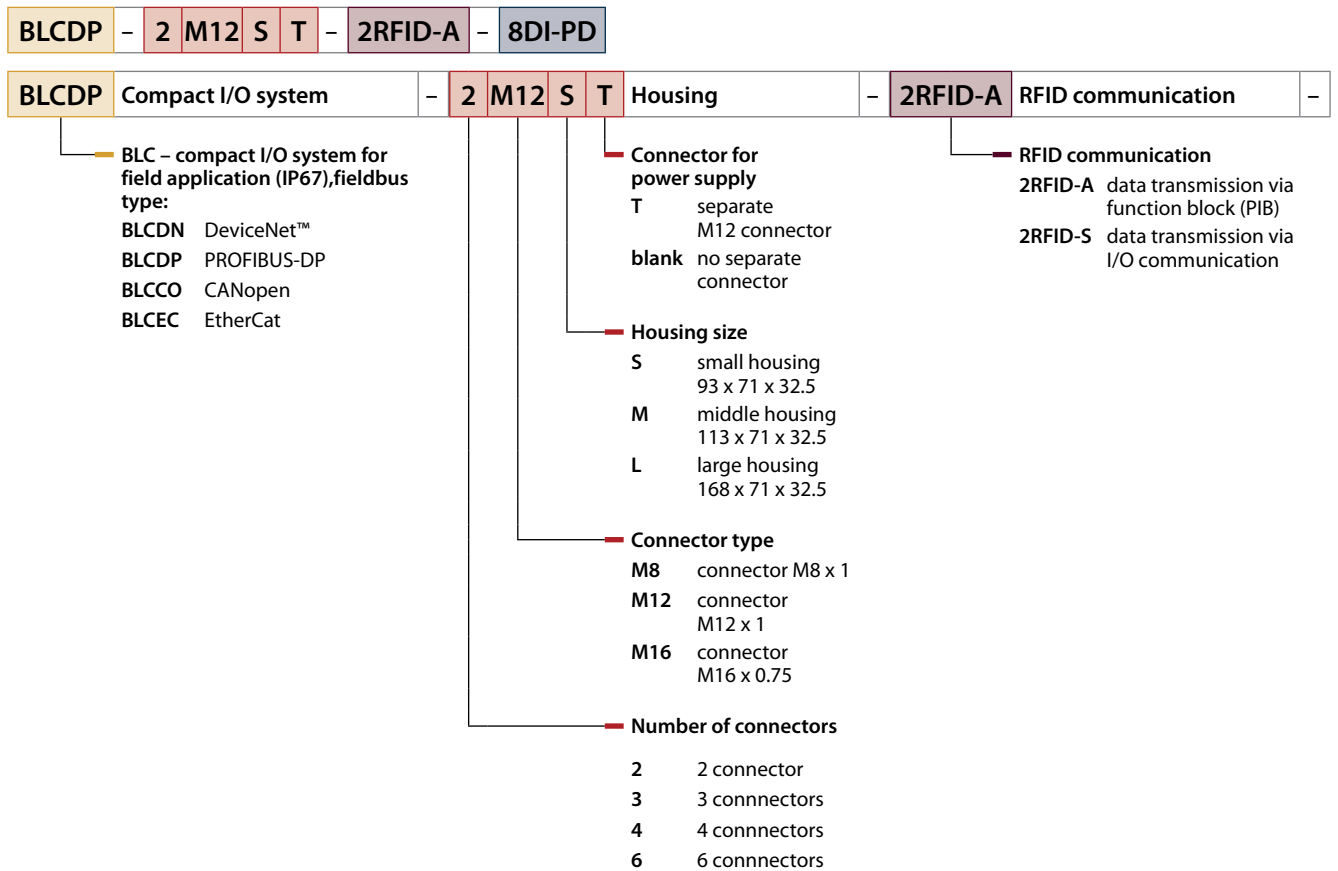 BLCDP – 2 M12 S T – 2RFID-A – 8DI-PD
BLCDP Compact I/O system – 2 M12 S T Housing – 2RFID-A RFID communication –
BLC – compact I/O system for
field application (IP67),fieldbus
type:
BLCDN DeviceNet™
BLCDP PROFIBUS-DP
BLCCO CANopen
BLCEC EtherCat
Connector for
power supply
T separate
M12 connector
blank no separate
connector
Housing size
S small housing
93 x 71 x 32.5
M middle housing
113 x 71 x 32.5
L large housing
168 x 71 x 32.5
Connector type
M8 connector M8 x 1
M12 connector
M12 x 1
M16 connector
M16 x 0.75
Number of connectors
2 2 connector
3 3 connnectors
4 4 connnectors
6 6 connnectors
RFID communication
2RFID-A data transmission via
function block (PIB)
2RFID-S data transmission via
I/O communication